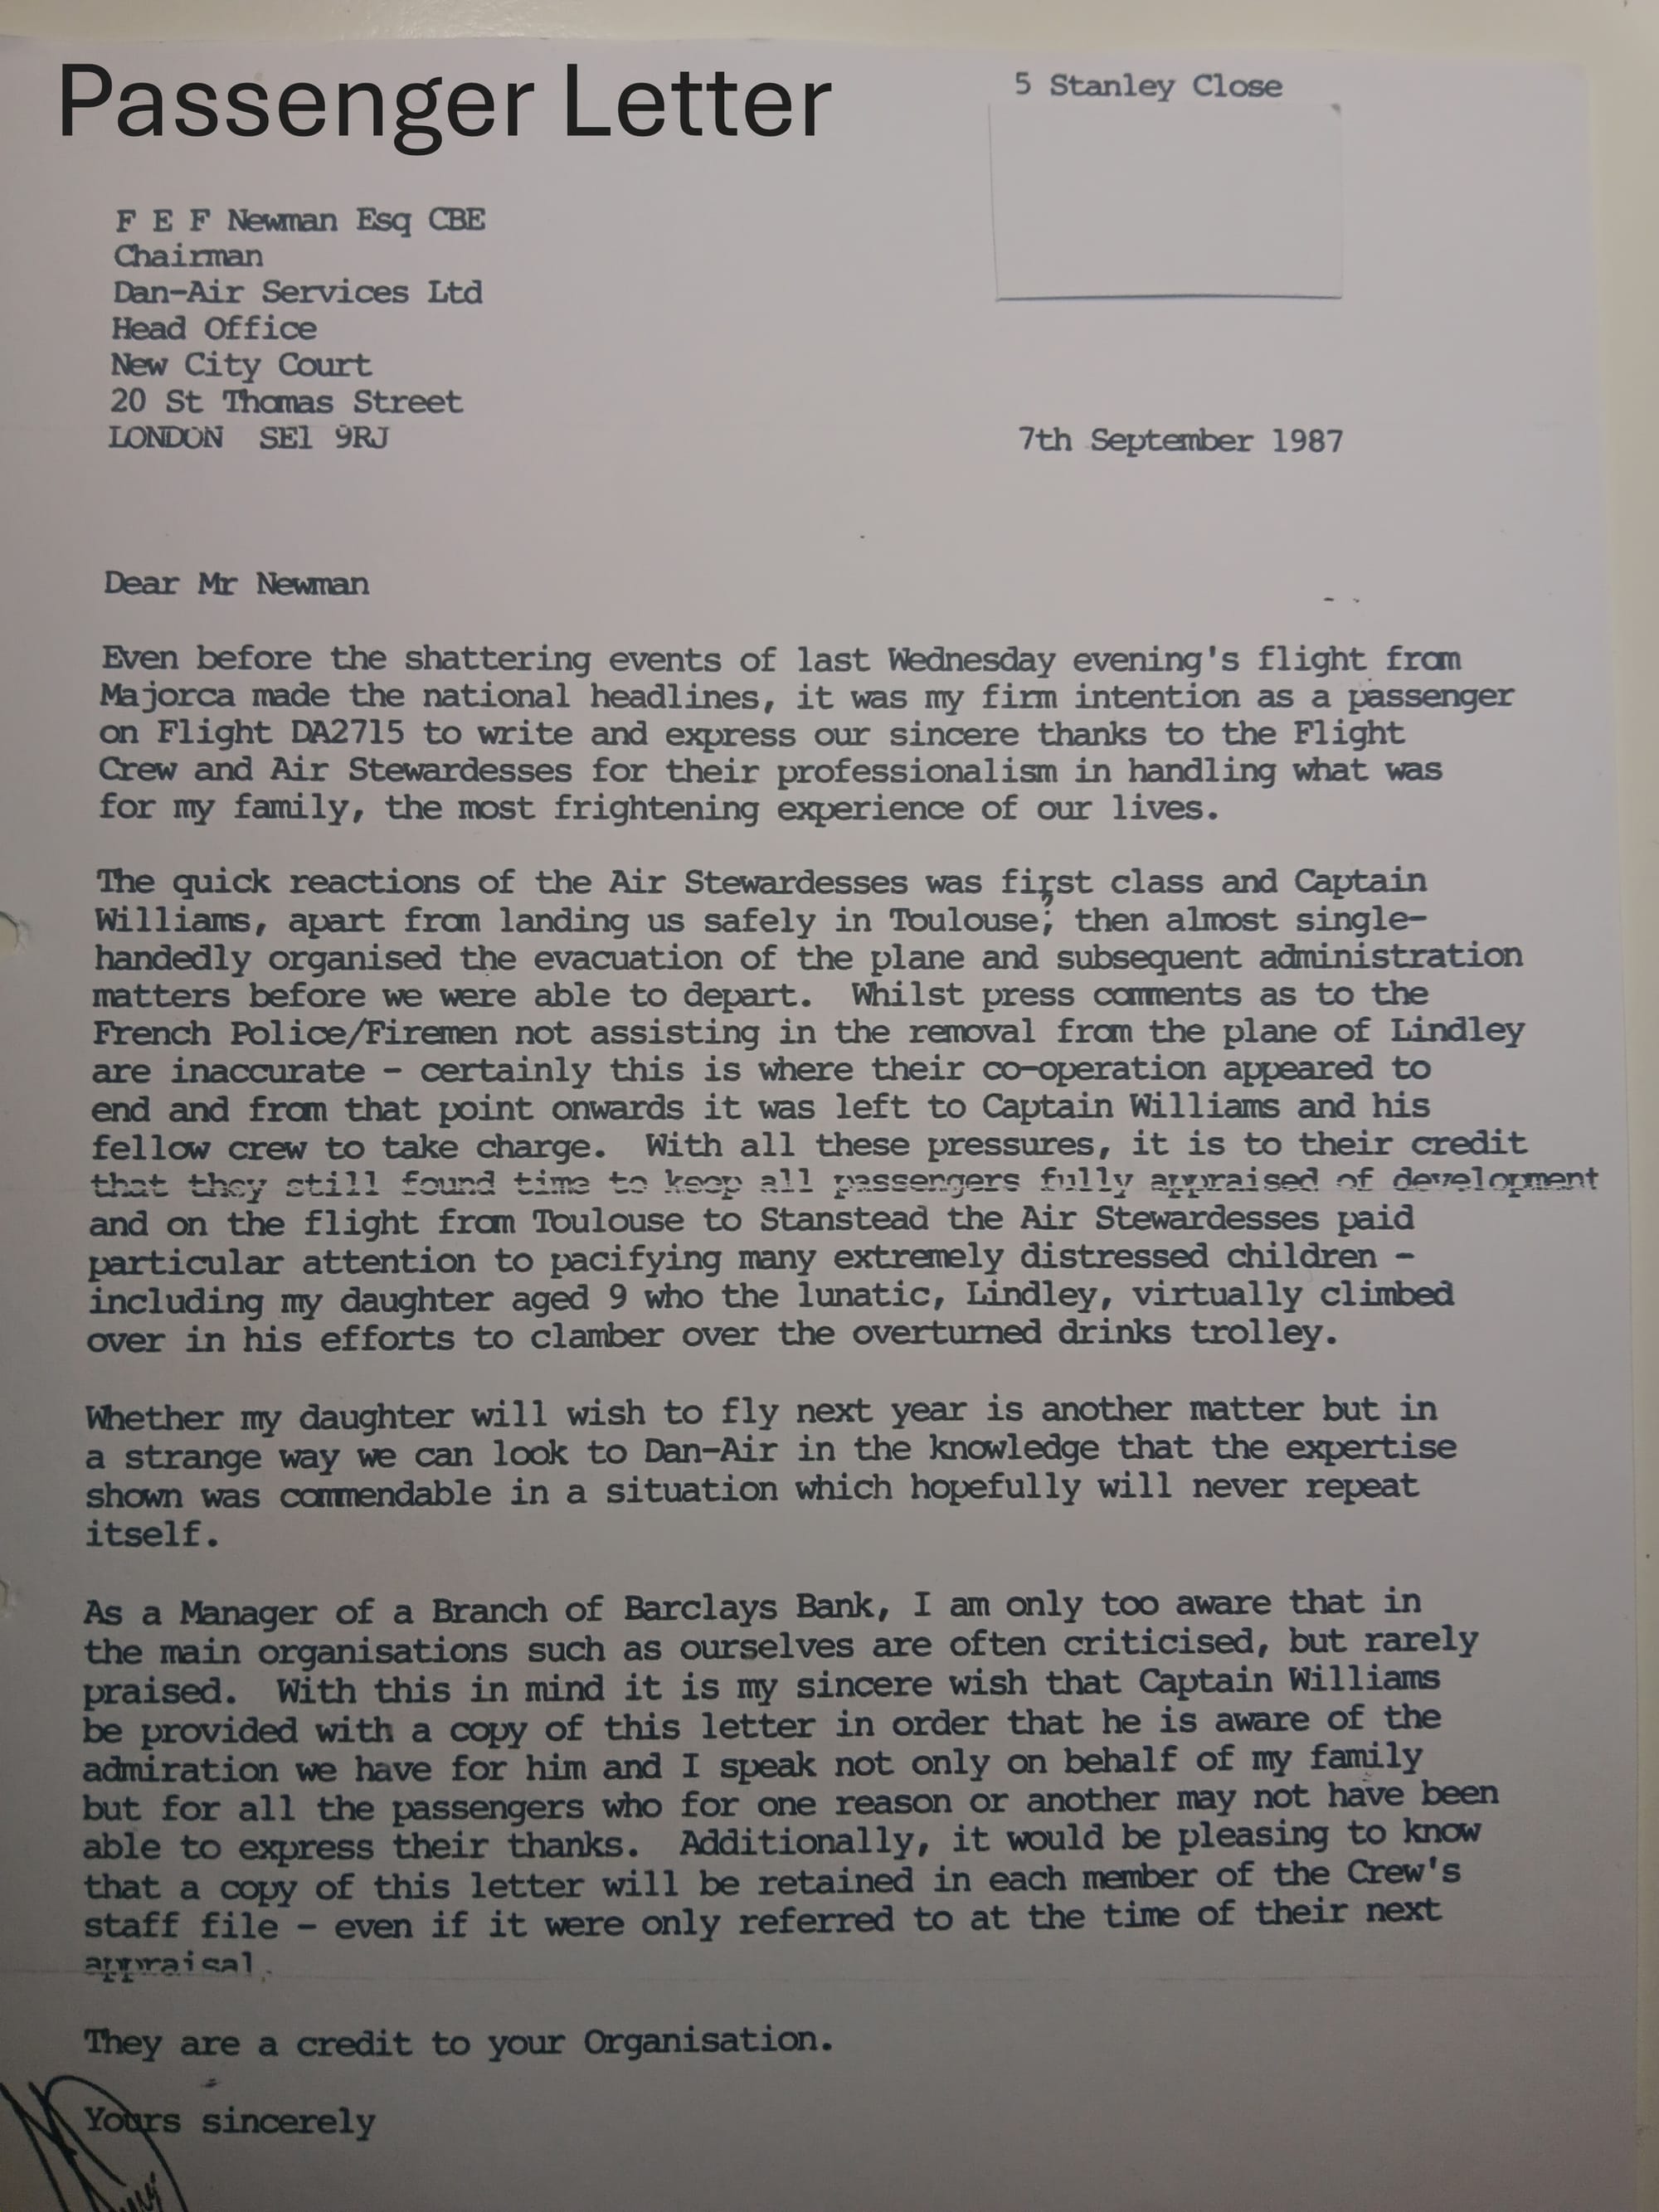 Passenger Letter
5 Stanley Close
F E F Newman Esq CBE
Chairman
Dan-Air Services Ltd
Head Office
New City Court
20 St Thomas Street
LONDON  SE1 9RJ
7th September 1987
Dear Mr Newman
Even before the shattering events of last Wednesday evening's flight from
Majorca made the national headlines, it was my firm intention as a passenger
on Flight DA2715 to write and express our sincere thanks to the Flight
Crew and Air Stewardesses for their professionalism in handling what was
for my family, the most frightening experience of our lives.
The quick reactions of the Air Stewardesses was first class and Captain
Williams, apart from landing us safely in Toulouse; then almost single-
handedly organised the evacuation of the plane and subsequent administration
matters before we were able to depart.  Whilst press comments as to the
French Police/Firemen not assisting in the removal from the plane of Lindley
are inaccurate - certainly this is where their co-operation appeared to
end and from that point onwards it was left to Captain Williams and his
fellow crew to take charge.  With all these pressures, it is to their credit
that they still found time to keep all passengers fully appraised of development
and on the flight from Toulouse to Stanstead the Air Stewardesses paid
particular attention to pacifying many extremely distressed children -
including my daughter aged 9 who the lunatic, Lindley, virtually climbed
over in his efforts to clamber over the overturned drinks trolley.
Whether my daughter will wish to fly next year is another matter but in
a strange way we can look to Dan-Air in the knowledge that the expertise
shown was commendable in a situation which hopefully will never repeat
itself.
As a Manager of a Branch of Barclays Bank, I am only too aware that in
the main organisations such as ourselves are often criticised, but rarely
praised.  With this in mind it is my sincere wish that Captain Williams
be provided with a copy of this letter in order that he is aware of the
admiration we have for him and I speak not only on behalf of my family
but for all the passengers who for one reason or another may not have been
able to express their thanks.  Additionally, it would be pleasing to know
that a copy of this letter will be retained in each member of the Crew's
staff file - even if it were only referred to at the time of their next
appraisal.
They are a credit to your Organisation.
Yours sincerely